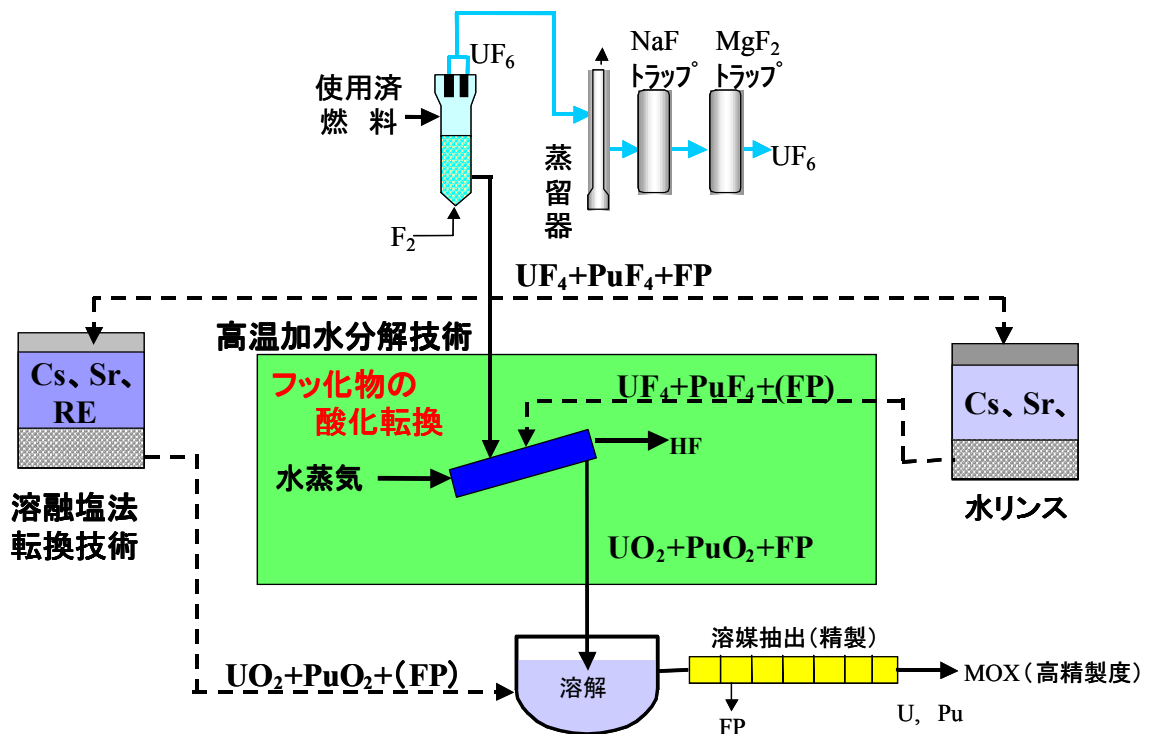 UF6
NaF
トラップ
MgF2
トラップ
使用済
燃 料
蒸
留
器
UF6
F2
UF4+PuF4+FP
高温加水分解技術
Cs、Sr、
RE
フッ化物の
酸化転換
UF4+PuF4+(FP)
Cs、Sr、
HF
水蒸気
溶融塩法
転換技術
水リンス
UO2+PuO2+FP
溶媒抽出（精製）
UO2+PuO2+(FP)
溶解
MOX（高精製度）
FP
U, Pu